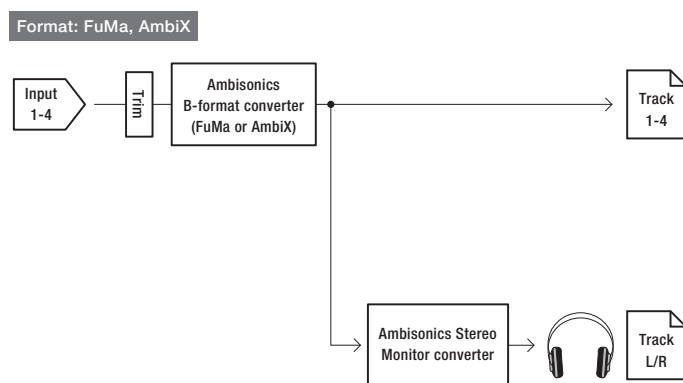 Format: FuMa, AmbiX
Input
1-4
Trim
Ambisonics
B-format converter
(FuMa or AmbiX)
Track
1-4
Ambisonics Stereo
Monitor converter
Track
L/R